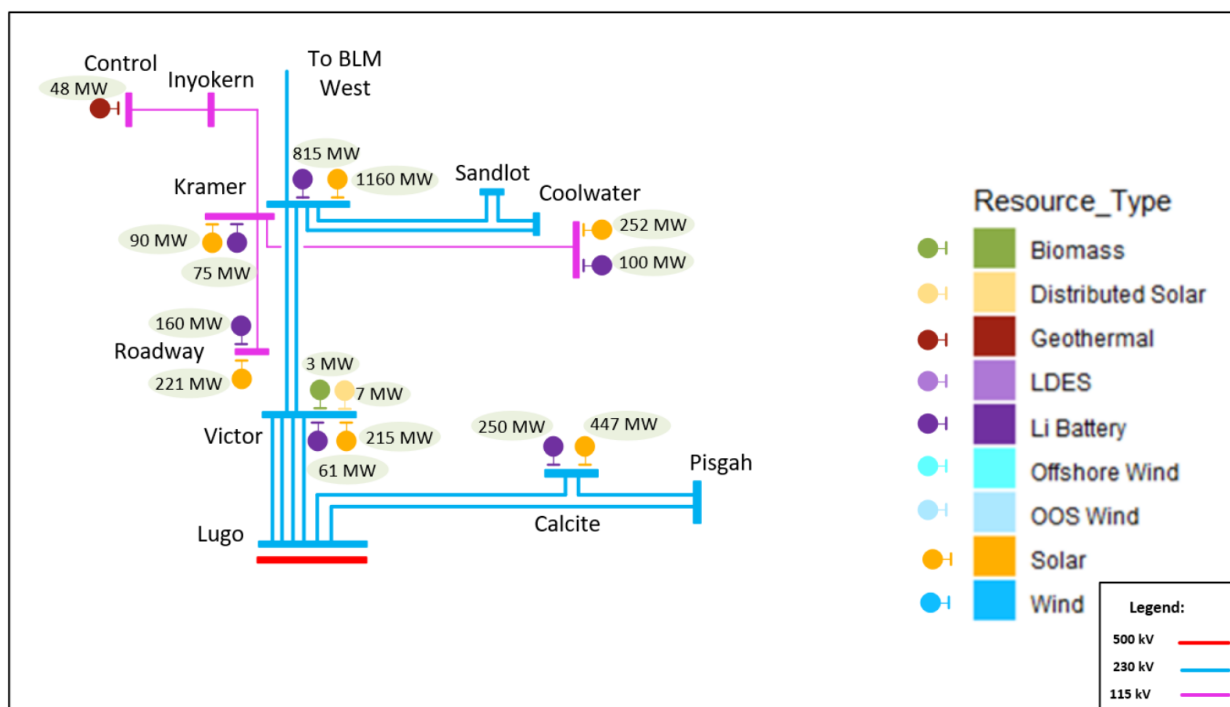 To BLM
West
Control
Inyokern
48 MW
815 MW
1160 MW
Sandlot
Coolwater
Kramer
252 MW
90 MW
75 MW
100 MW
160 MW
Roadway
221 MW
3 MW
7 MW
Victor
215 MW
61 MW
250 MW
447 MW
Pisgah
Calcite
Lugo
Resource_Type
Biomass
Distributed Solar
Geothermal
LDES
Li Battery
Offshore Wind
OOS Wind
Solar
Wind
Legend:
500 kV
230 kV
115 kV